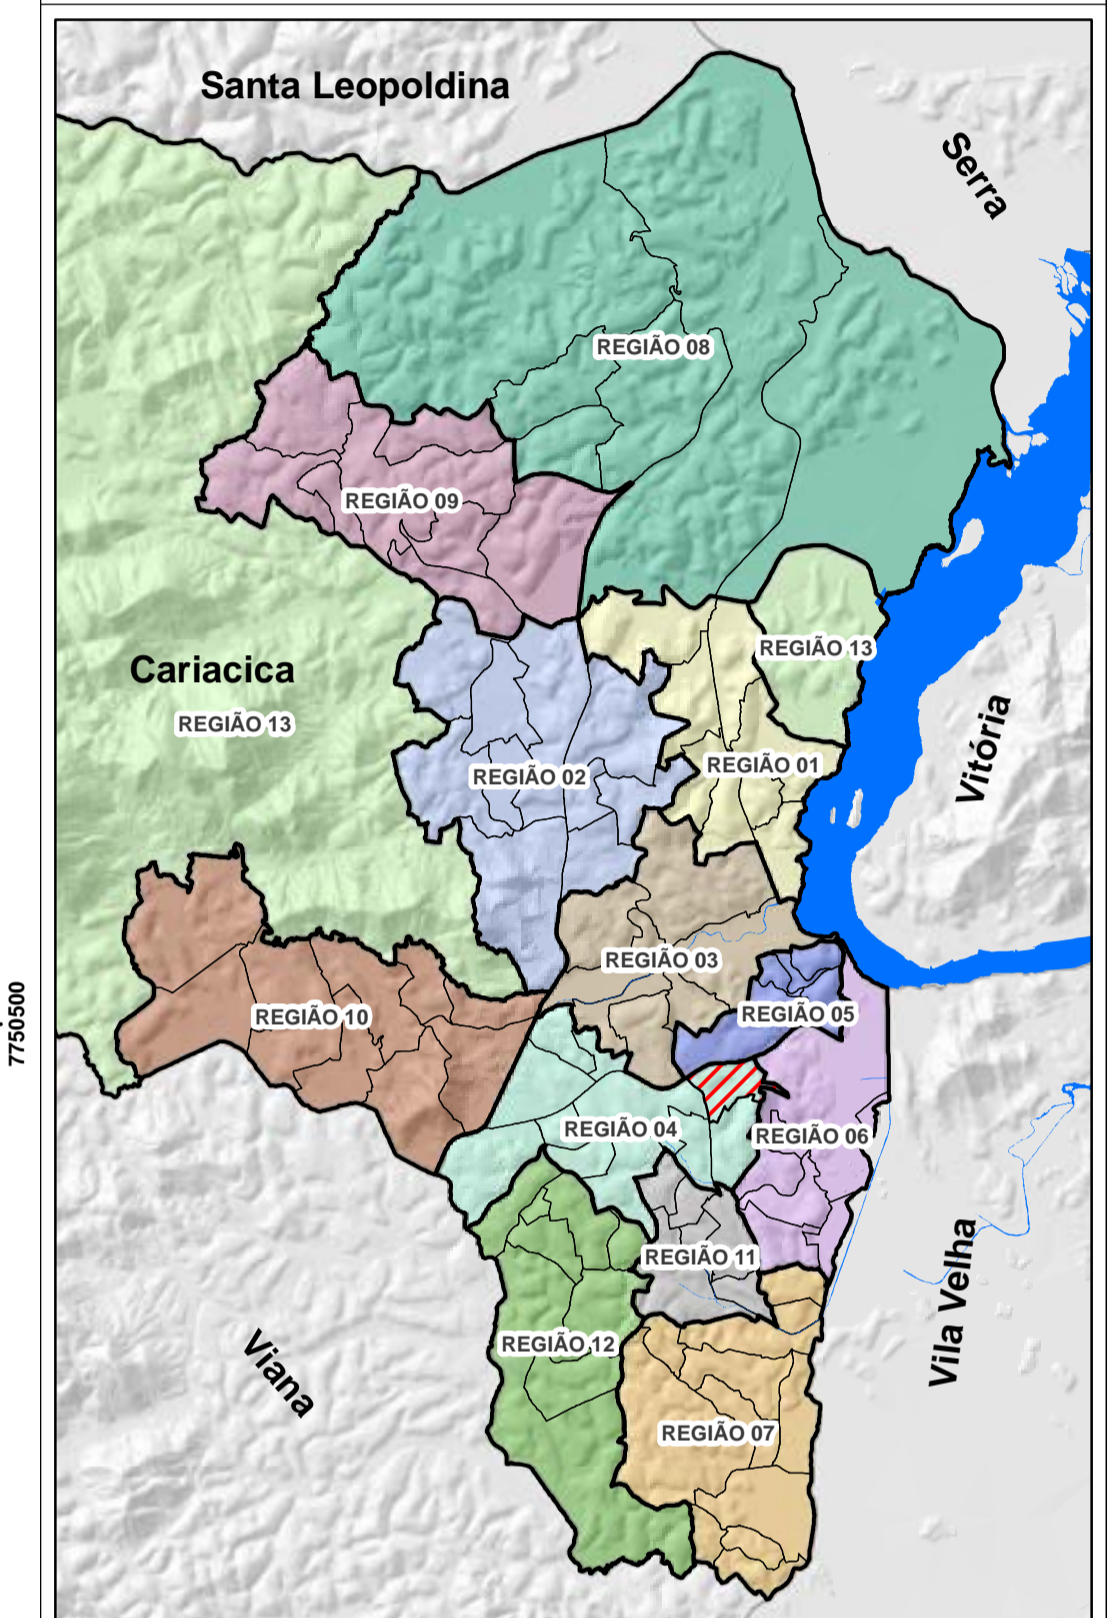 Santa Leopoldina
Serra
REGIÃO 08
REGIÃO 09
REGIÃO 13
Cariacica
REGIÃO 13
Vitória
REGIÃO 01
REGIÃO 02
REGIÃO 03
7750500
REGIÃO 05
REGIÃO 10
REGIÃO 04
REGIÃO 06
REGIÃO 11
Vila Velha
REGIÃO 12
Viana
REGIÃO 07